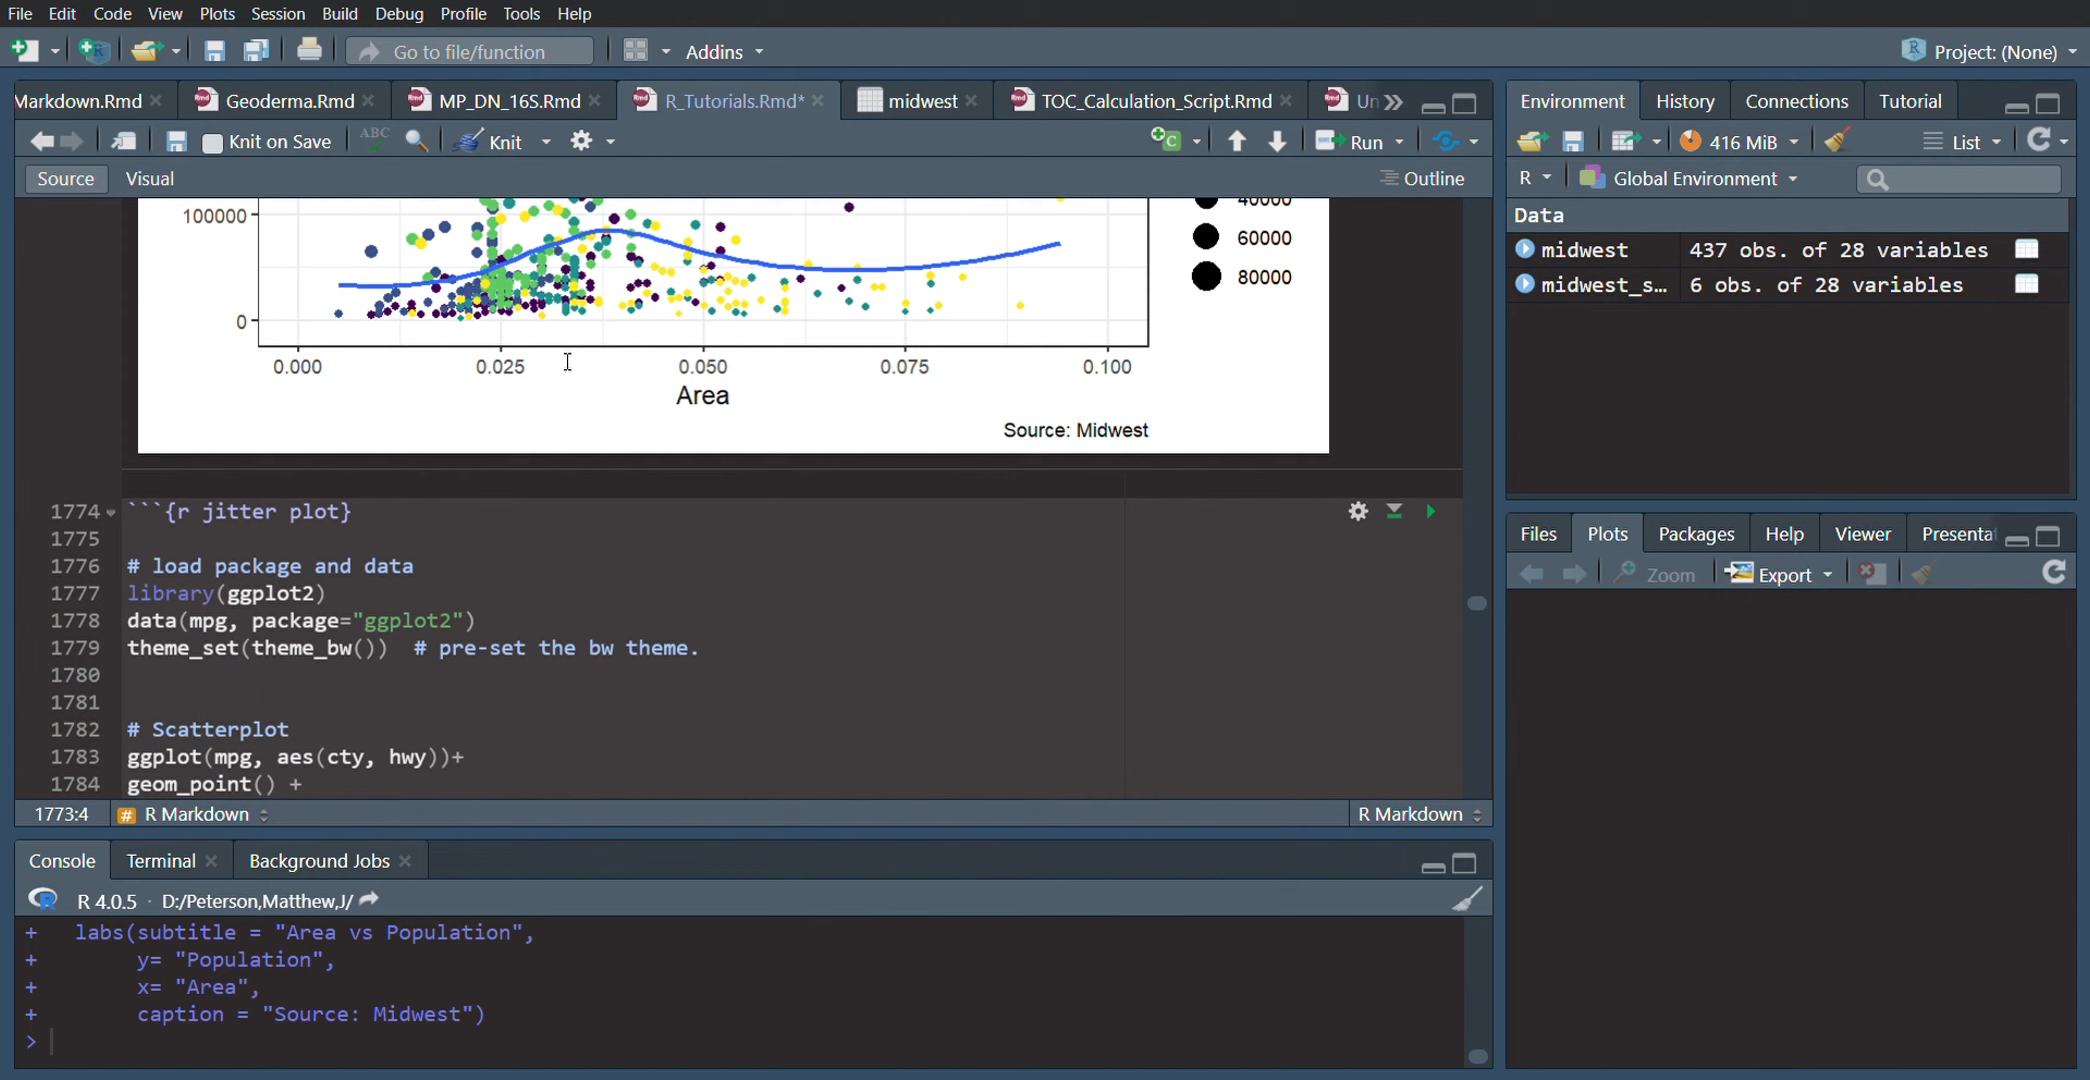 File Edit Code View Plots Session Build Debug Profile Tools Help
Go to file/function Addins Project: (None)
Markdown.Rmd Geoderma.Rmd MP_DN_16S.Rmd R_Tutorials.Rmd* midwest TOC_Calculation_Script.Rmd Un
Knit on Save ABC Knit Run
Source Visual Outline
100000
0
0.000 0.025 0.050 0.075 0.100
Area
Source: Midwest
40000
60000
80000
1774 ```{r jitter plot}
1775
1776 # load package and data
1777 library(ggplot2)
1778 data(mpg, package="ggplot2")
1779 theme_set(theme_bw())  # pre-set the bw theme.
1780
1781
1782 # Scatterplot
1783 ggplot(mpg, aes(cty, hwy))+
1784 geom_point() +
1773:4 # R Markdown R Markdown
Console Terminal Background Jobs
R 4.0.5 · D:/Peterson,Matthew,J/
+ labs(subtitle = "Area vs Population",
+ y= "Population",
+ x= "Area",
+ caption = "Source: Midwest")
>
Environment History Connections Tutorial
416 MiB List
R Global Environment
Data
midwest 437 obs. of 28 variables
midwest_s... 6 obs. of 28 variables
Files Plots Packages Help Viewer Presenta
Zoom Export